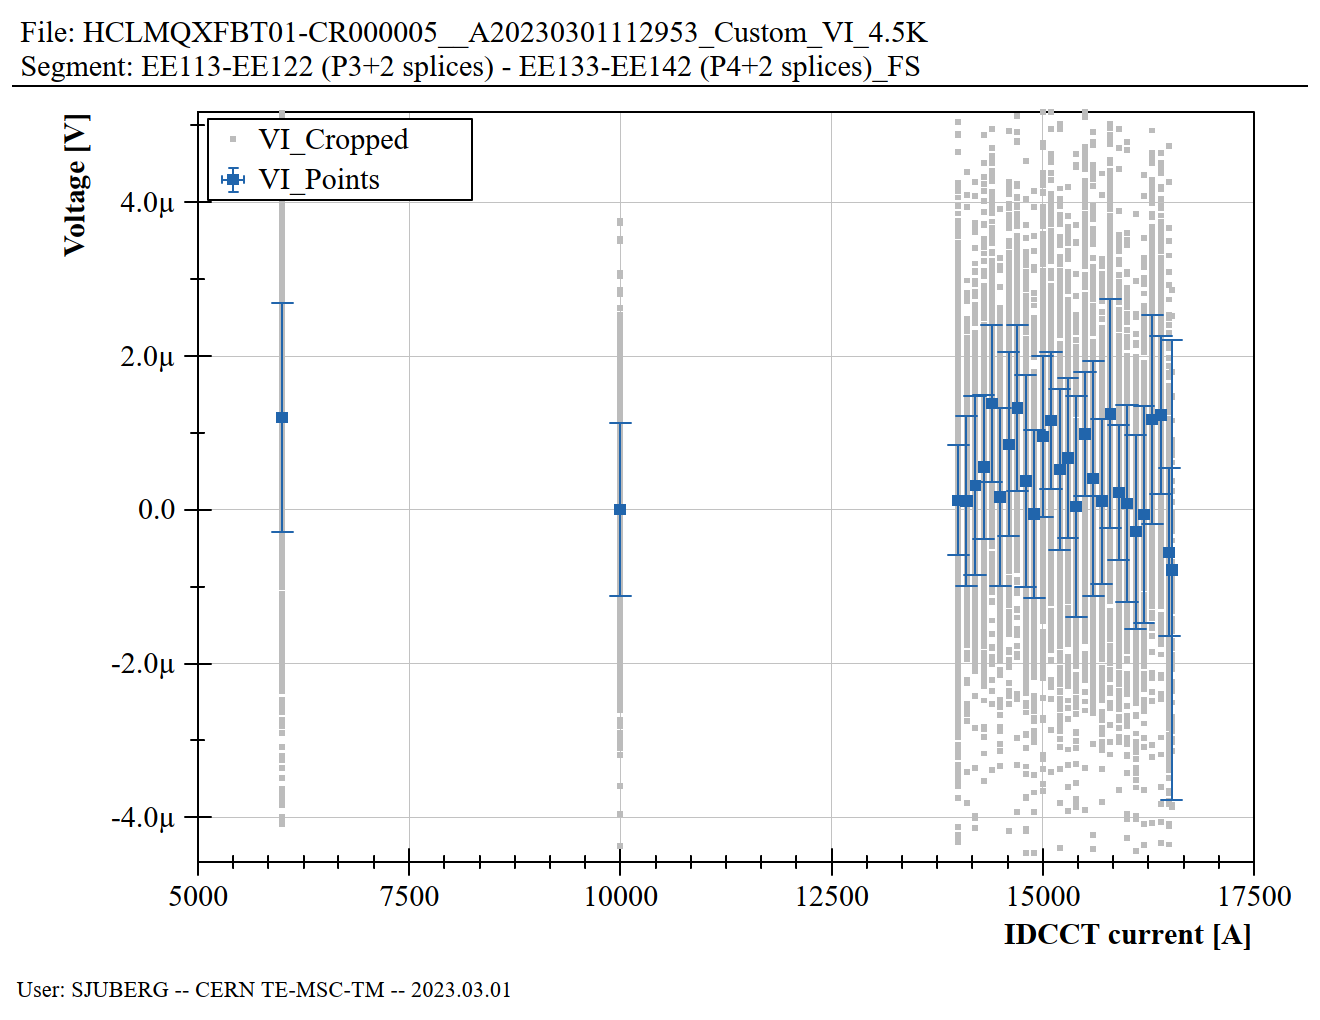 File: HCLMQXFBT01-CR000005__A20230301112953_Custom_VI_4.5K
Segment: EE113-EE122 (P3+2 splices) - EE133-EE142 (P4+2 splices)_FS
VI_Cropped
VI_Points
Voltage [V]
4.0µ
2.0µ
0.0
-2.0µ
-4.0µ
5000 7500 10000 12500 15000 17500
IDCCT current [A]
User: SJUBERG -- CERN TE-MSC-TM -- 2023.03.01